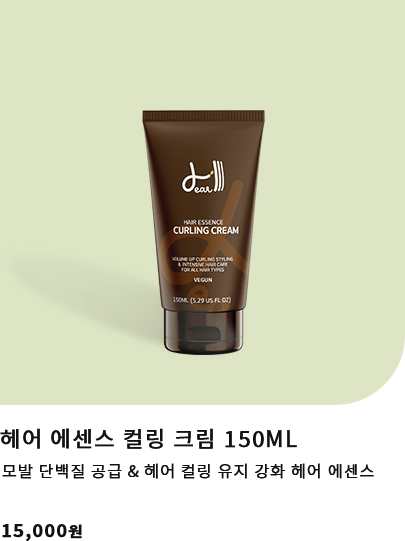 Dear
HAIR ESSENCE
CURLING CREAM
VOLUME UP CURLING STYLING
& INTENSIVE HAIR CARE
FOR ALL HAIR TYPES
VEGUN
150ML (5.29 US FL OZ)
헤어 에센스 컬링 크림 150ML
모발 단백질 공급 & 헤어 컬링 유지 강화 헤어 에센스
15,000원